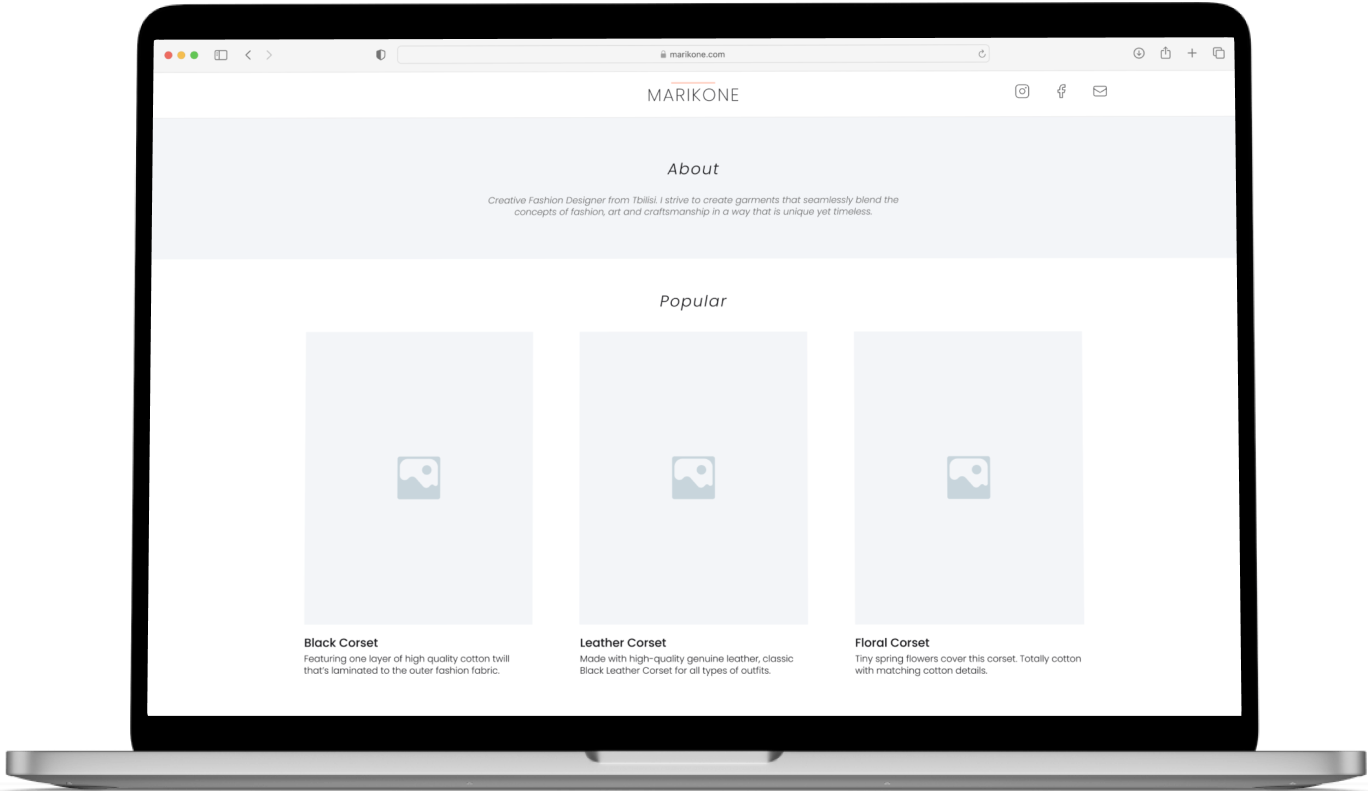 marikone.com
MARIKONE
About
Creative Fashion Designer from Tbilisi. I strive to create garments that seamlessly blend the
concepts of fashion, art and craftsmanship in a way that is unique yet timeless.
Popular
Black Corset
Featuring one layer of high quality cotton twill
that's laminated to the outer fashion fabric.
Leather Corset
Made with high-quality genuine leather, classic
Black Leather Corset for all types of outfits.
Floral Corset
Tiny spring flowers cover this corset. Totally cotton
with matching cotton details.